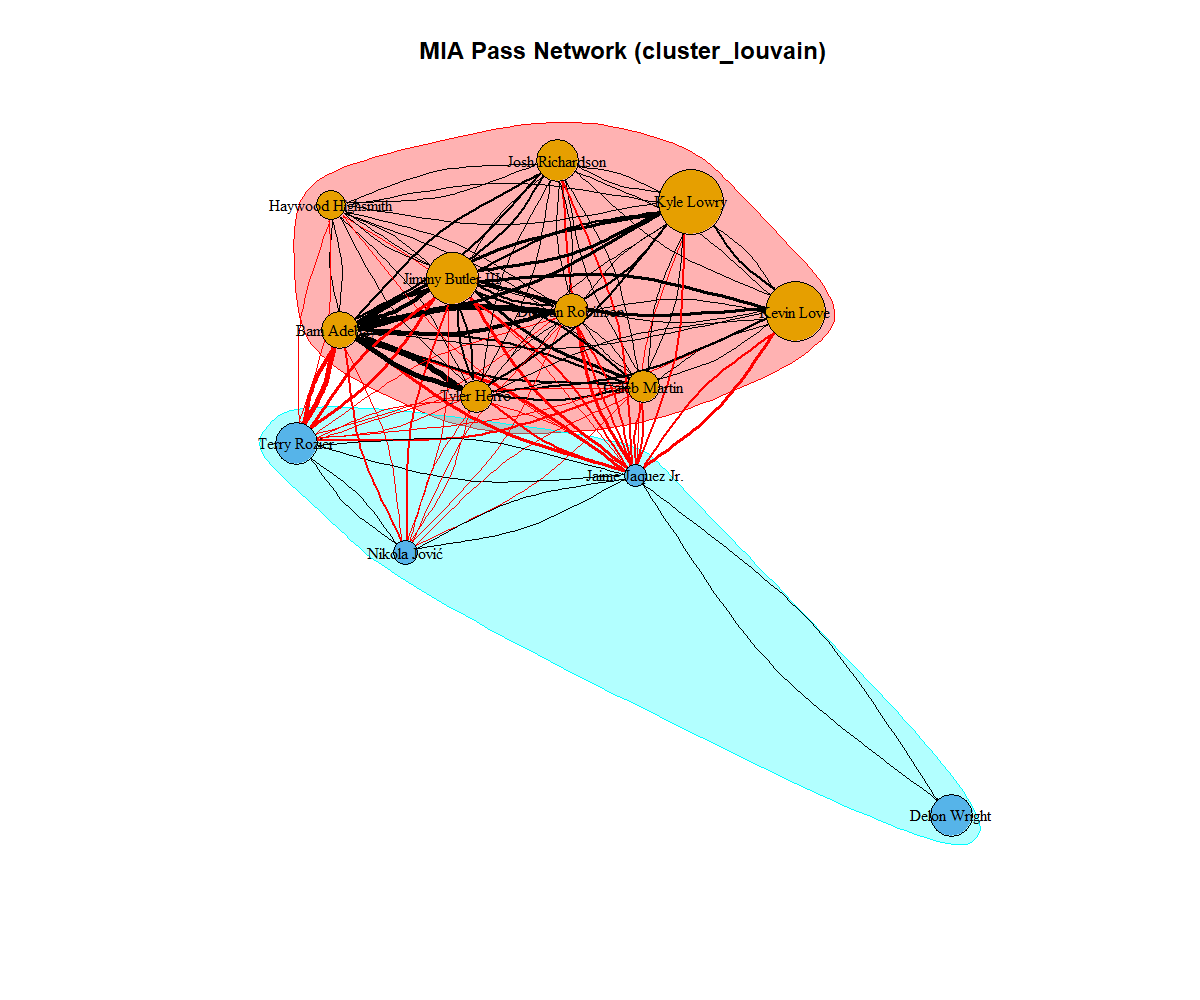 MIA Pass Network (cluster_louvain)
Josh Richardson
Kyle Lowry
Haywood Highsmith
Jimmy Butler III
Duncan Robinson
Kevin Love
Bam Adebayo
Caleb Martin
Tyler Herro
Terry Rozier
Jaime Jaquez Jr.
Nikola Jović
Delon Wright